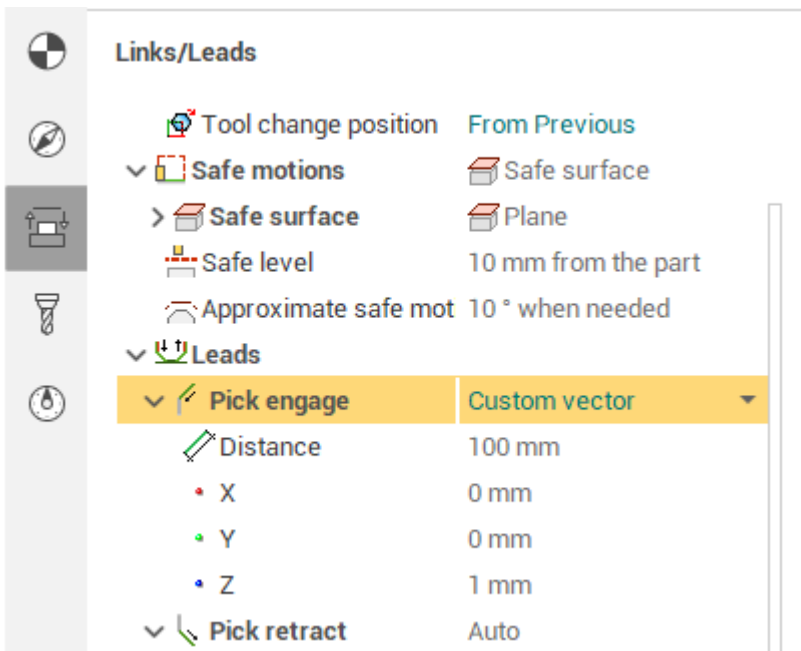 Links/Leads
Tool change position From Previous
Safe motions Safe surface
Safe surface Plane
Safe level 10 mm from the part
Approximate safe mot 10 ° when needed
Leads
Pick engage Custom vector
Distance 100 mm
X 0 mm
Y 0 mm
Z 1 mm
Pick retract Auto